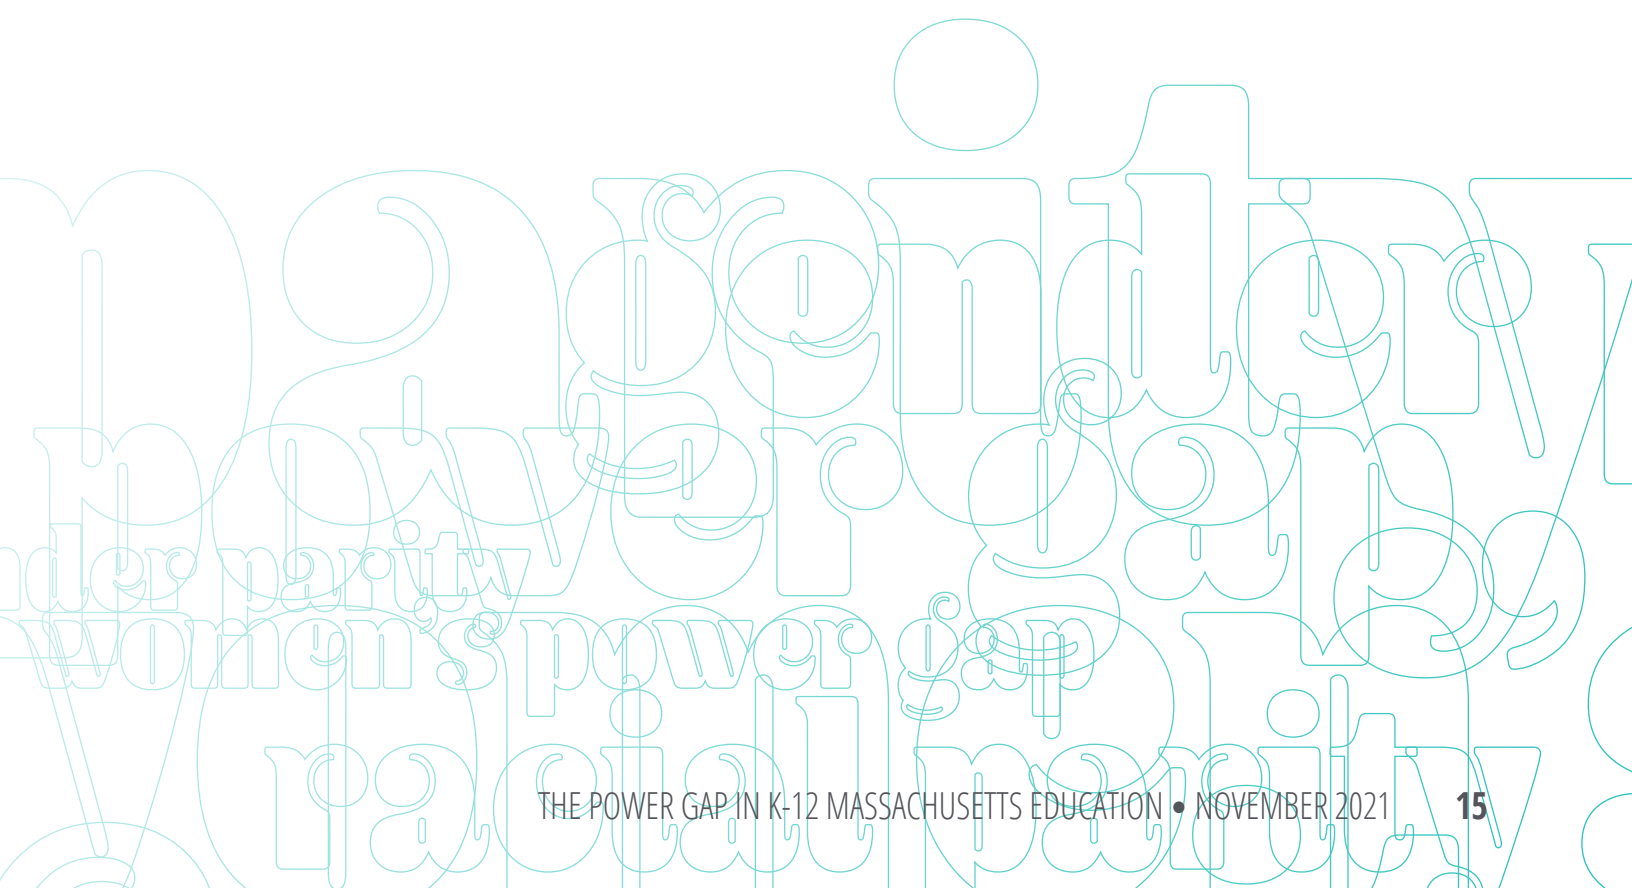 parity
gender
power gap,
gender parity
women's power gap
racial parity
THE POWER GAP IN K-12 MASSACHUSETTS EDUCATION • NOVEMBER 2021 15